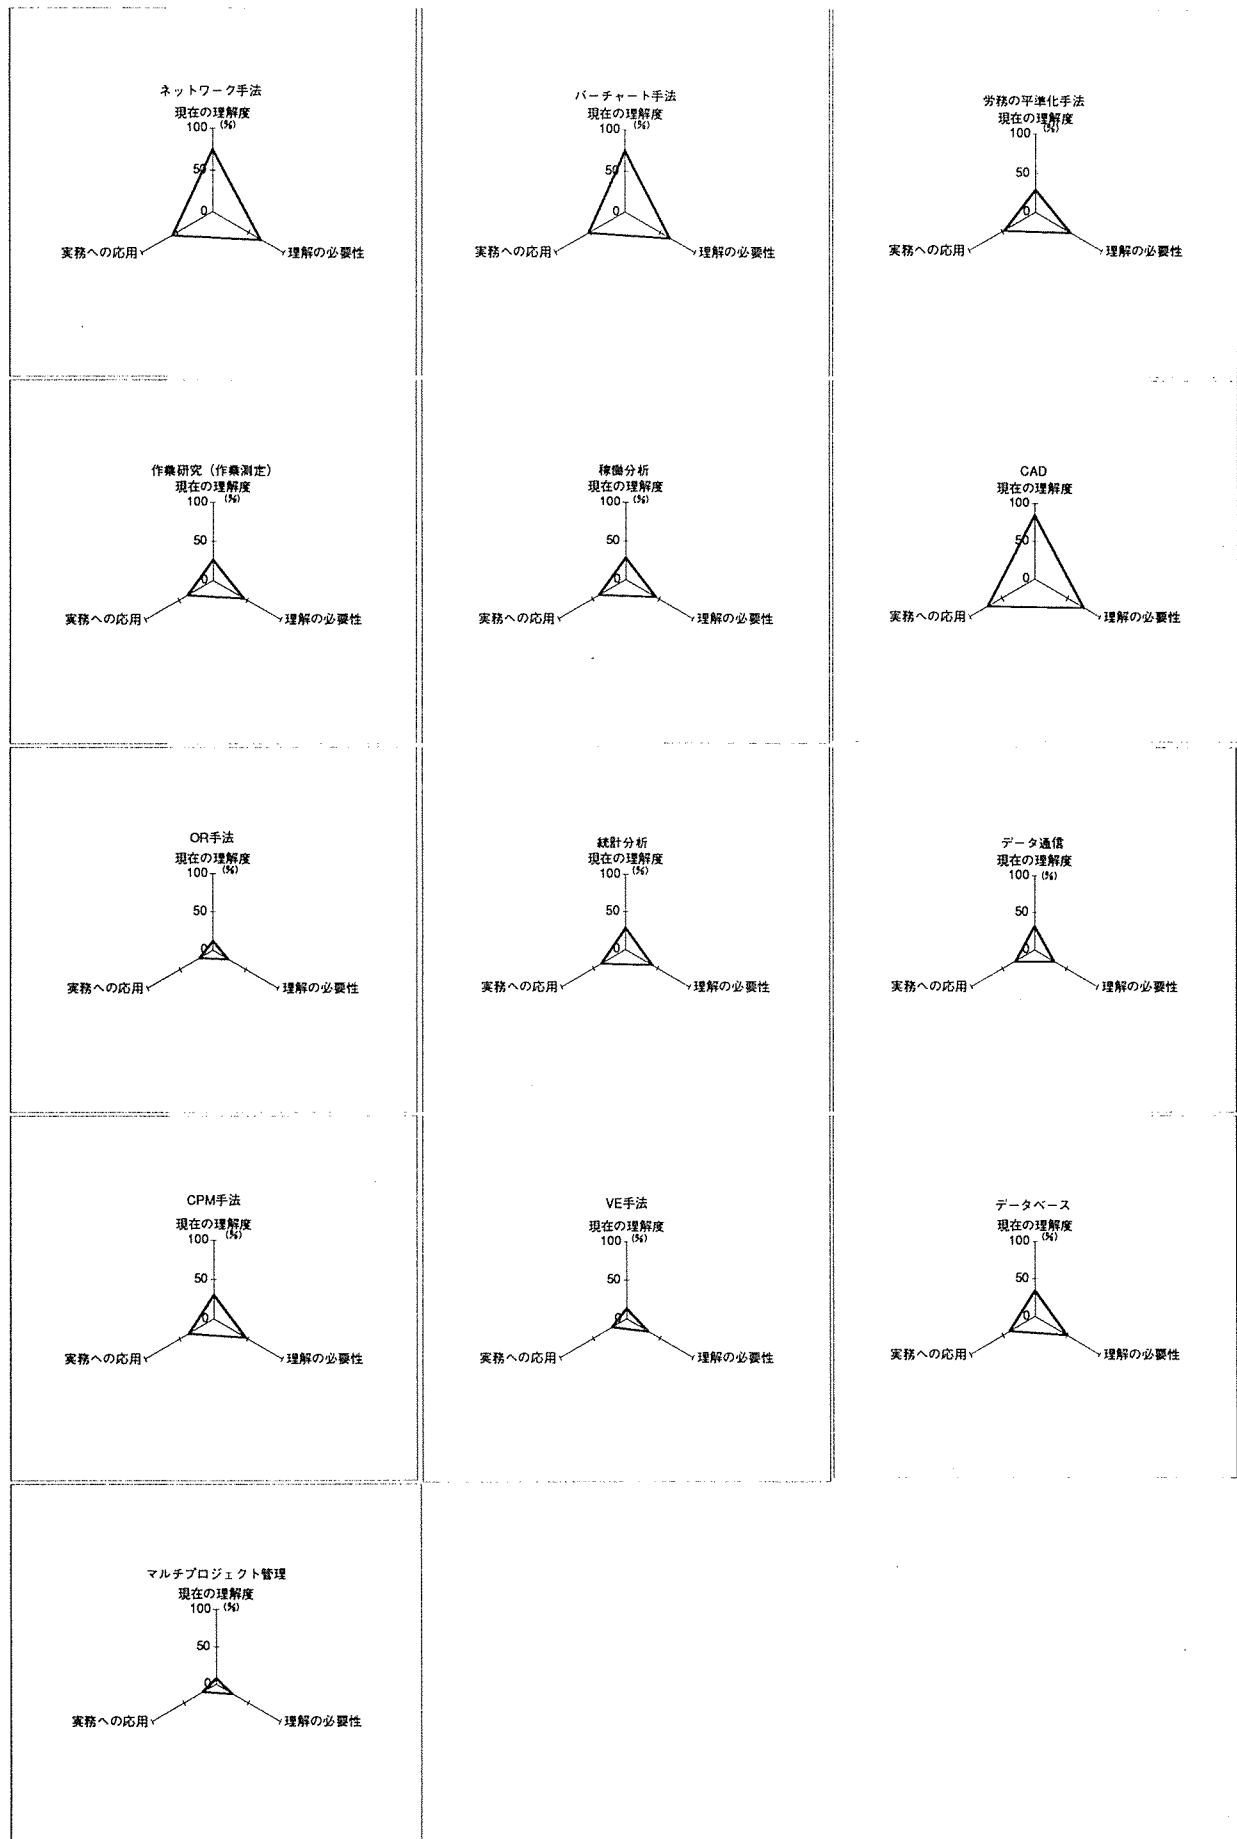 ネットワーク手法
現在の理解度
100 (%)
50
0
実務への応用
理解の必要性
バーチャート手法
現在の理解度
100 (%)
50
0
実務への応用
理解の必要性
労務の平準化手法
現在の理解度
100 (%)
50
0
実務への応用
理解の必要性
作業研究（作業測定）
現在の理解度
100 (%)
50
0
実務への応用
理解の必要性
稼働分析
現在の理解度
100 (%)
50
0
実務への応用
理解の必要性
CAD
現在の理解度
100
50
0
実務への応用
理解の必要性
OR手法
現在の理解度
100 (%)
50
0
実務への応用
理解の必要性
統計分析
現在の理解度
100 (%)
50
0
実務への応用
理解の必要性
データ通信
現在の理解度
100 (%)
50
0
実務への応用
理解の必要性
CPM手法
現在の理解度
100 (%)
50
0
実務への応用
理解の必要性
VE手法
現在の理解度
100 (%)
50
0
実務への応用
理解の必要性
データベース
現在の理解度
100 (%)
50
0
実務への応用
理解の必要性
マルチプロジェクト管理
現在の理解度
100 (%)
50
0
実務への応用
理解の必要性